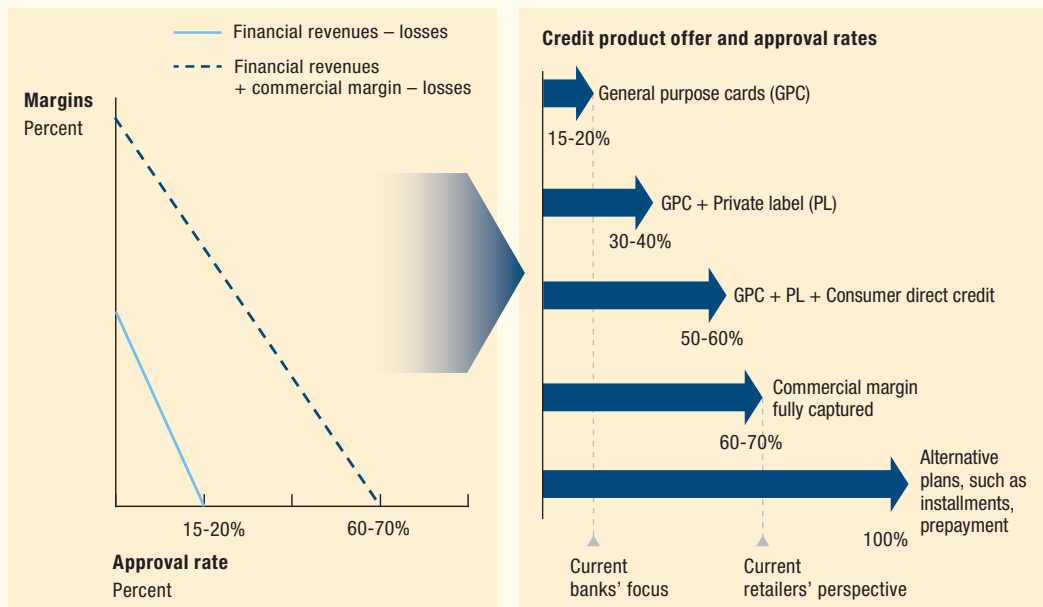 Financial revenues – losses
Financial revenues
+ commercial margin – losses
Margins
Percent
15-20%
60-70%
Approval rate
Percent
Credit product offer and approval rates
General purpose cards (GPC)
15-20%
GPC + Private label (PL)
30-40%
GPC + PL + Consumer direct credit
50-60%
Commercial margin
fully captured
60-70%
Alternative
plans, such as
installments,
prepayment
100%
Current
banks’ focus
Current
retailers’ perspective